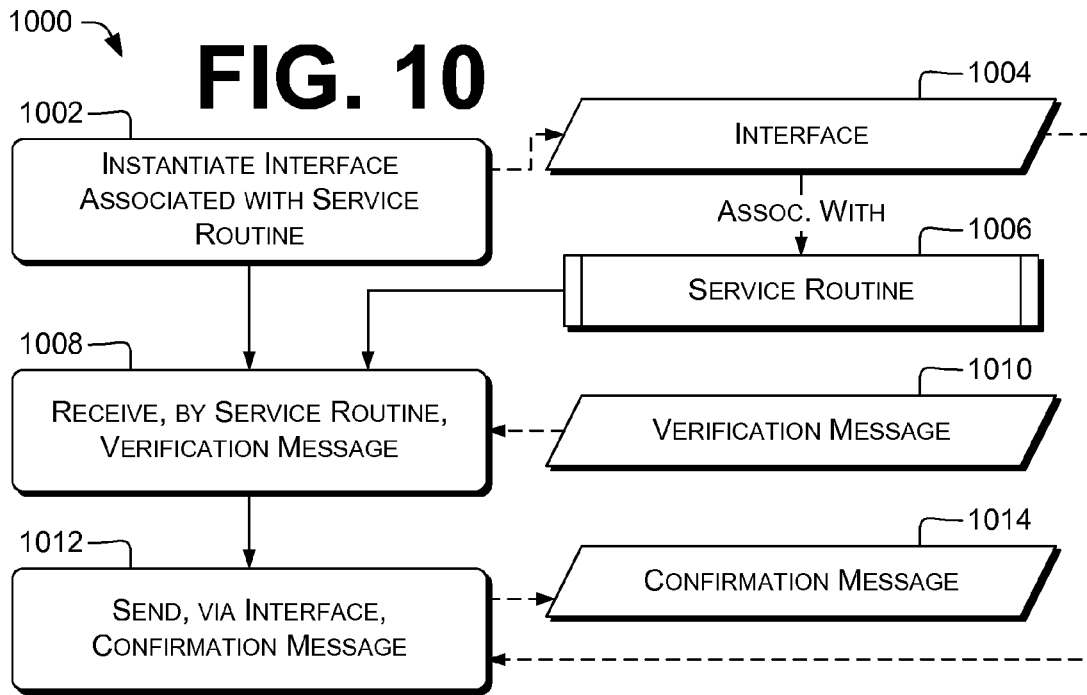 1000
FIG. 10
1002
INSTANTIATE INTERFACE
ASSOCIATED WITH SERVICE
ROUTINE
1004
INTERFACE
ASSOC. WITH
1006
SERVICE ROUTINE
1008
RECEIVE, BY SERVICE ROUTINE,
VERIFICATION MESSAGE
1010
VERIFICATION MESSAGE
1012
SEND, VIA INTERFACE,
CONFIRMATION MESSAGE
1014
CONFIRMATION MESSAGE